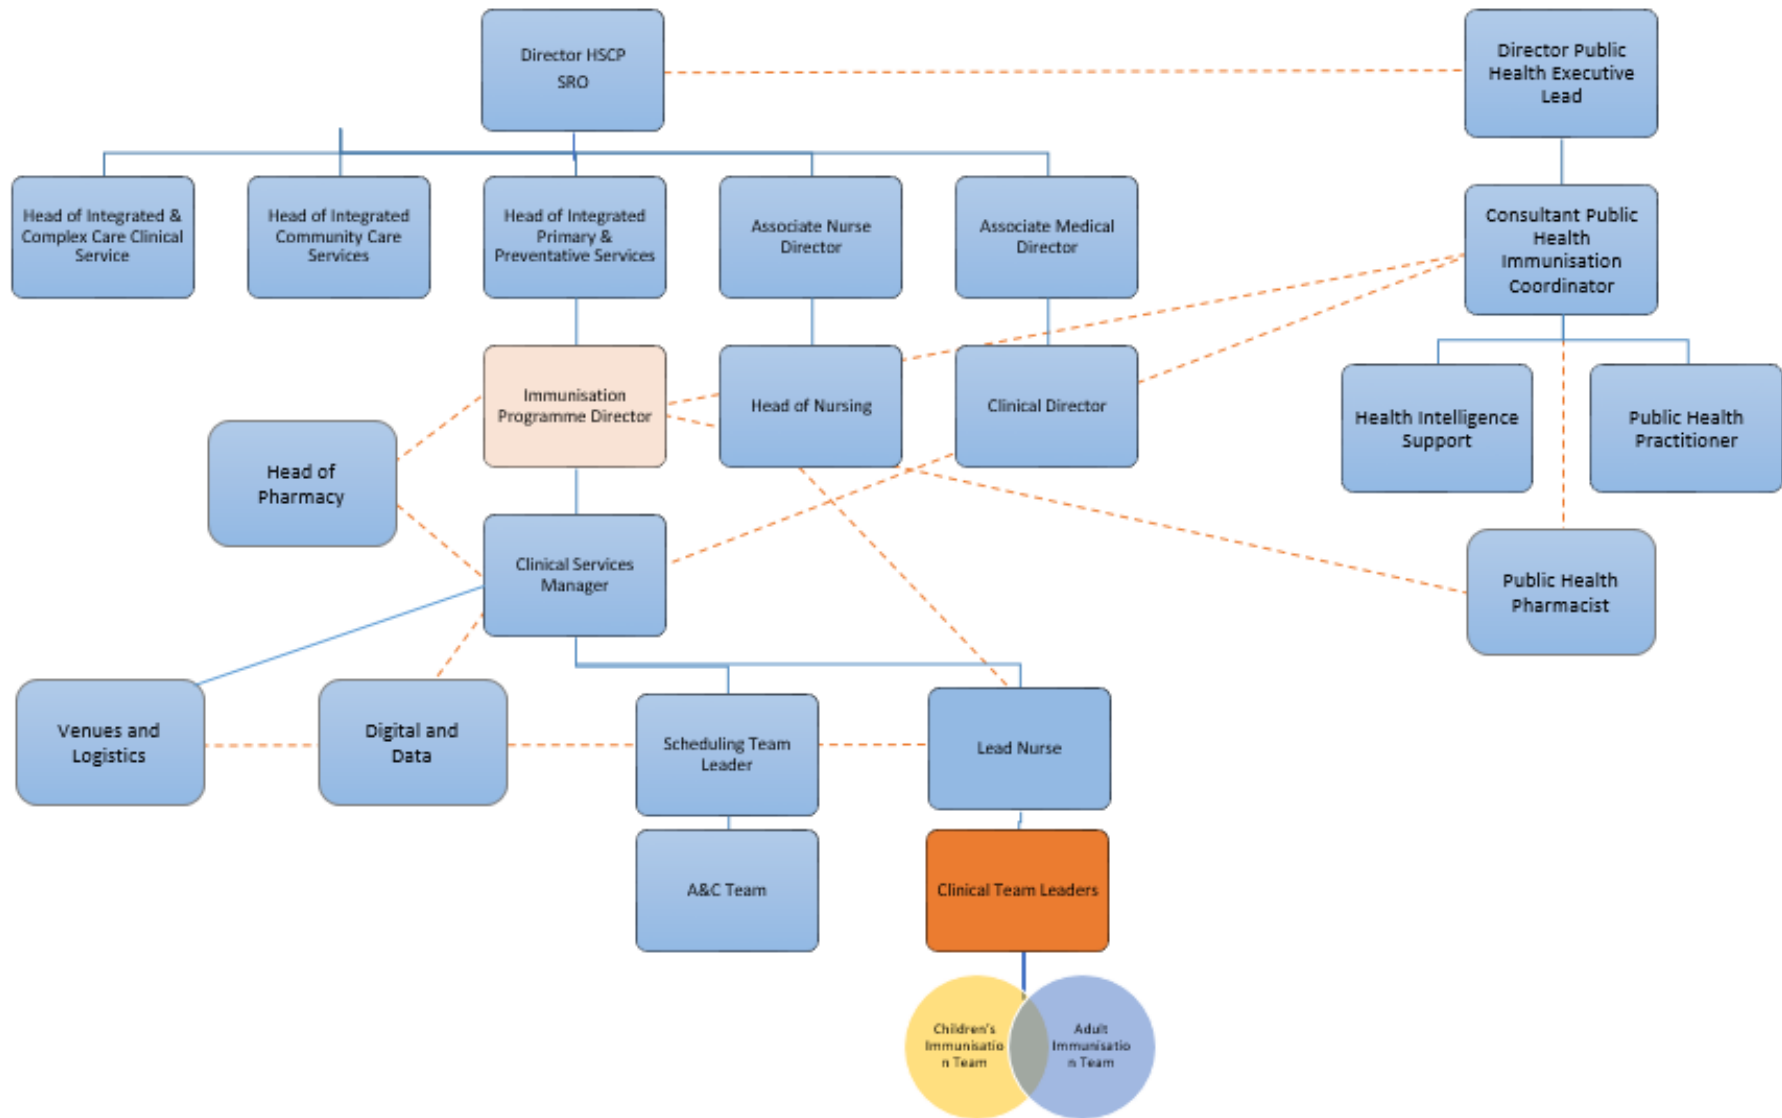 Director HSCP
SRO
Director Public
Health Executive
Lead
Head of Integrated &
Complex Care Clinical
Service
Head of Integrated
Community Care
Services
Head of Integrated
Primary &
Preventative Services
Associate Nurse
Director
Associate Medical
Director
Consultant Public
Health
Immunisation
Coordinator
Immunisation
Programme Director
Head of Nursing
Clinical Director
Health Intelligence
Support
Public Health
Practitioner
Head of
Pharmacy
Clinical Services
Manager
Public Health
Pharmacist
Venues and
Logistics
Digital and
Data
Scheduling Team
Leader
Lead Nurse
A&C Team
Clinical Team Leaders
Children's
Immunisatio
n Team
Adult
Immunisatio
n Team